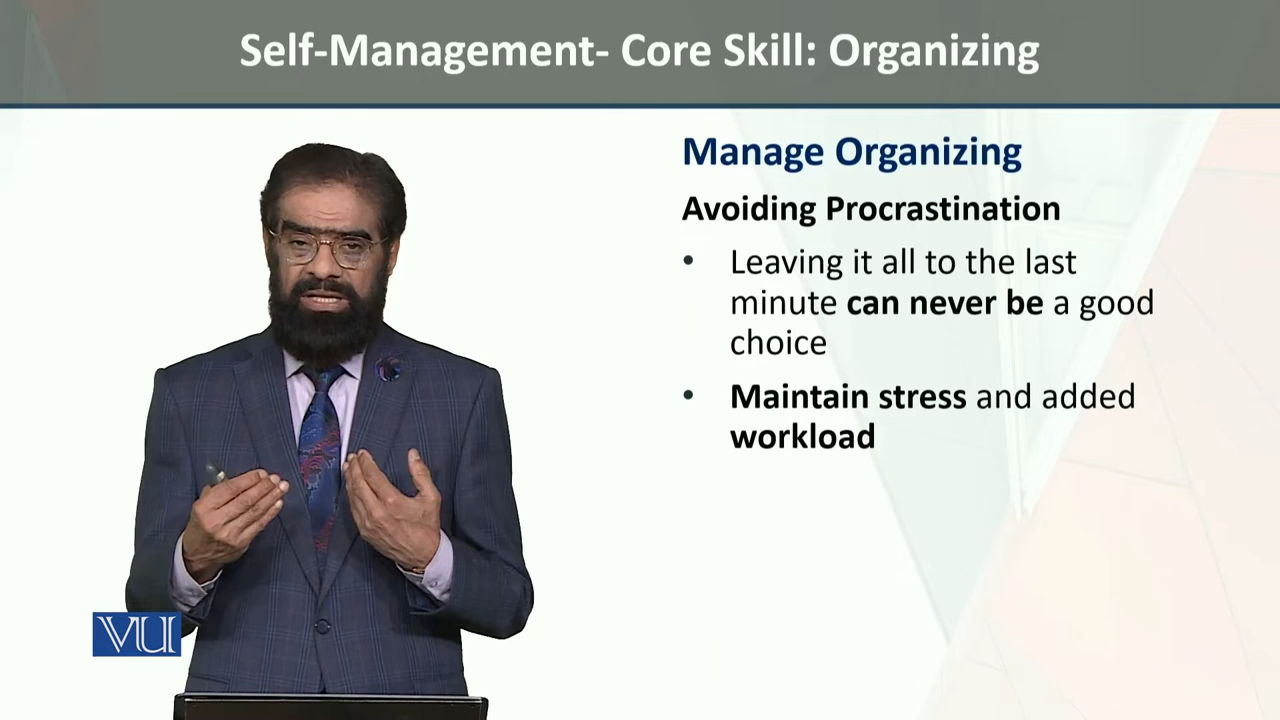 Self-Management- Core Skill: Organizing
Manage Organizing
Avoiding Procrastination
• Leaving it all to the last
minute can never be a good
choice
• Maintain stress and added
workload
VU